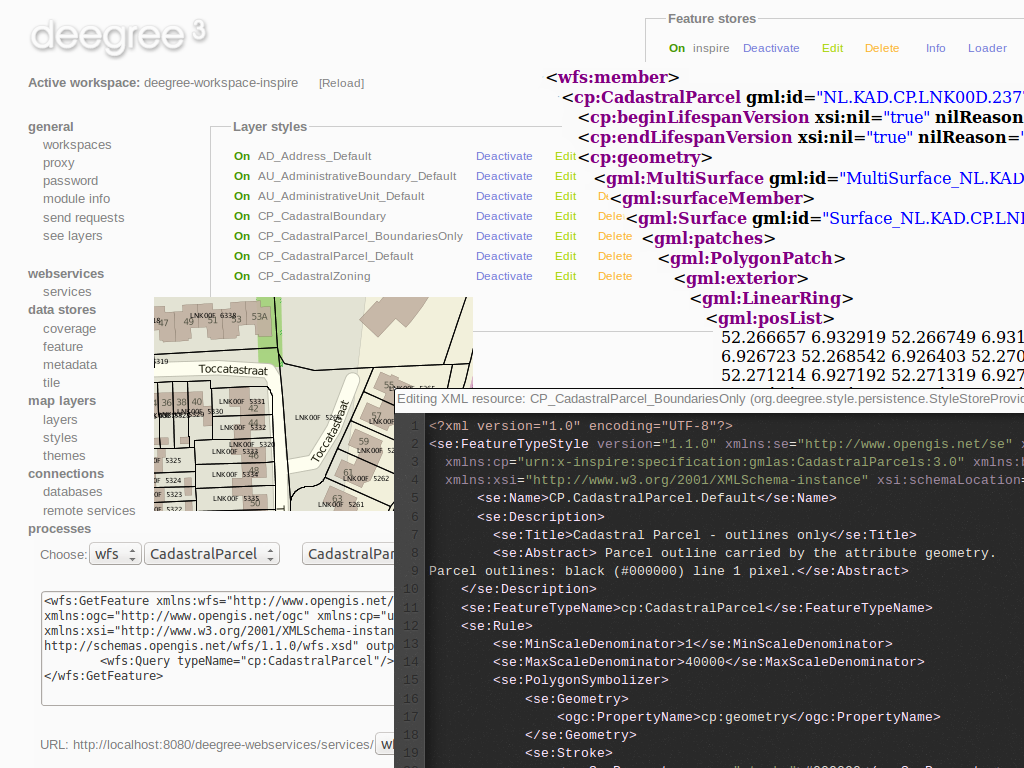 deegree 3
Active workspace: deegree-workspace-inspire [Reload]
general
workspaces
proxy
password
module info
send requests
see layers
webservices
services
data stores
coverage
feature
metadata
tile
map layers
layers
styles
themes
connections
databases
remote services
processes
Feature stores
On inspire Deactivate Edit Delete Info Loader
Layer styles
On AD_Address_Default Deactivate Edit
On AU_AdministrativeBoundary_Default Deactivate Edit
On AU_AdministrativeUnit_Default Deactivate Edit
On CP_CadastralBoundary Deactivate Edit Dele
On CP_CadastralParcel_BoundariesOnly Deactivate Edit Delete
On CP_CadastralParcel_Default Deactivate Edit Delete
On CP_CadastralZoning Deactivate Edit Delete
<wfs:member>
<cp:CadastralParcel gml:id="NL.KAD.CP.LNK00D.237
<cp:beginLifespanVersion xsi:nil="true" nilReason=
<cp:endLifespanVersion xsi:nil="true" nilReason="
<cp:geometry>
<gml:MultiSurface gml:id="MultiSurface_NL.KAD
<gml:surfaceMember>
<gml:Surface gml:id="Surface_NL.KAD.CP.LN
<gml:patches>
<gml:PolygonPatch>
<gml:exterior>
<gml:LinearRing>
<gml:posList>
52.266657 6.932919 52.266749 6.931
6.926723 52.268542 6.926403 52.270
52.271214 6.927192 52.271319 6.927
LNK00F 6338
47
49
51
53
53A
5319
Toccatastraat
Toccatastraat
36
38
40
42
44
46
48
50
55
57
59
61
63
LNK00F 5331
5330
LNK00F 5332
LNK00F 5320
LNK00F 5333
LNK00F 5334
LNK00F 5335
5325
5324
5323
5322
LNK00F 5262
LNK00F 5261
Choose: wfs CadastralParcel CadastralPar
<wfs:GetFeature xmlns:wfs="http://www.opengis.net/
xmlns:ogc="http://www.opengis.net/ogc" xmlns:cp="u
xmlns:xsi="http://www.w3.org/2001/XMLSchema-instan
http://schemas.opengis.net/wfs/1.1.0/wfs.xsd" outp
<wfs:Query typeName="cp:CadastralParcel"/>
</wfs:GetFeature>
URL: http://localhost:8080/deegree-webservices/services/
Editing XML resource: CP_CadastralParcel_BoundariesOnly (org.deegree.style.persistence.StyleStoreProvid
1 <?xml version="1.0" encoding="UTF-8"?>
2 <se:FeatureTypeStyle version="1.1.0" xmlns:se="http://www.opengis.net/se" x
3 xmlns:cp="urn:x-inspire:specification:gmlas:CadastralParcels:3.0" xmlns:
4 xmlns:xsi="http://www.w3.org/2001/XMLSchema-instance" xsi:schemaLocation=
5 <se:Name>CP.CadastralParcel.Default</se:Name>
6 <se:Description>
7 <se:Title>Cadastral Parcel - outlines only</se:Title>
8 <se:Abstract> Parcel outline carried by the attribute geometry.
9 Parcel outlines: black (#000000) line 1 pixel.</se:Abstract>
10 </se:Description>
11 <se:FeatureTypeName>cp:CadastralParcel</se:FeatureTypeName>
12 <se:Rule>
13 <se:MinScaleDenominator>1</se:MinScaleDenominator>
14 <se:MaxScaleDenominator>40000</se:MaxScaleDenominator>
15 <se:PolygonSymbolizer>
16 <se:Geometry>
17 <ogc:PropertyName>cp:geometry</ogc:PropertyName>
18 </se:Geometry>
19 <se:Stroke>